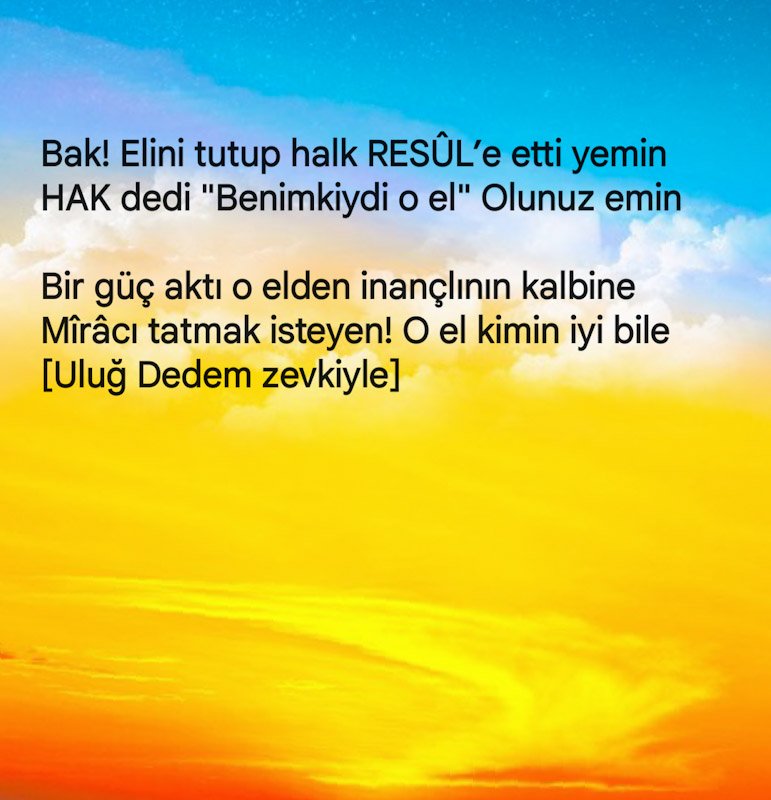 Bak! Elini tutup halk RESÛL’e etti yemin
HAK dedi "Benimkiydi o el" Olunuz emin
Bir güç aktı o elden inançlının kalbine
Mîrâcı tatmak isteyen! O el kimin iyi bile
[Uluğ Dedem zevkiyle]